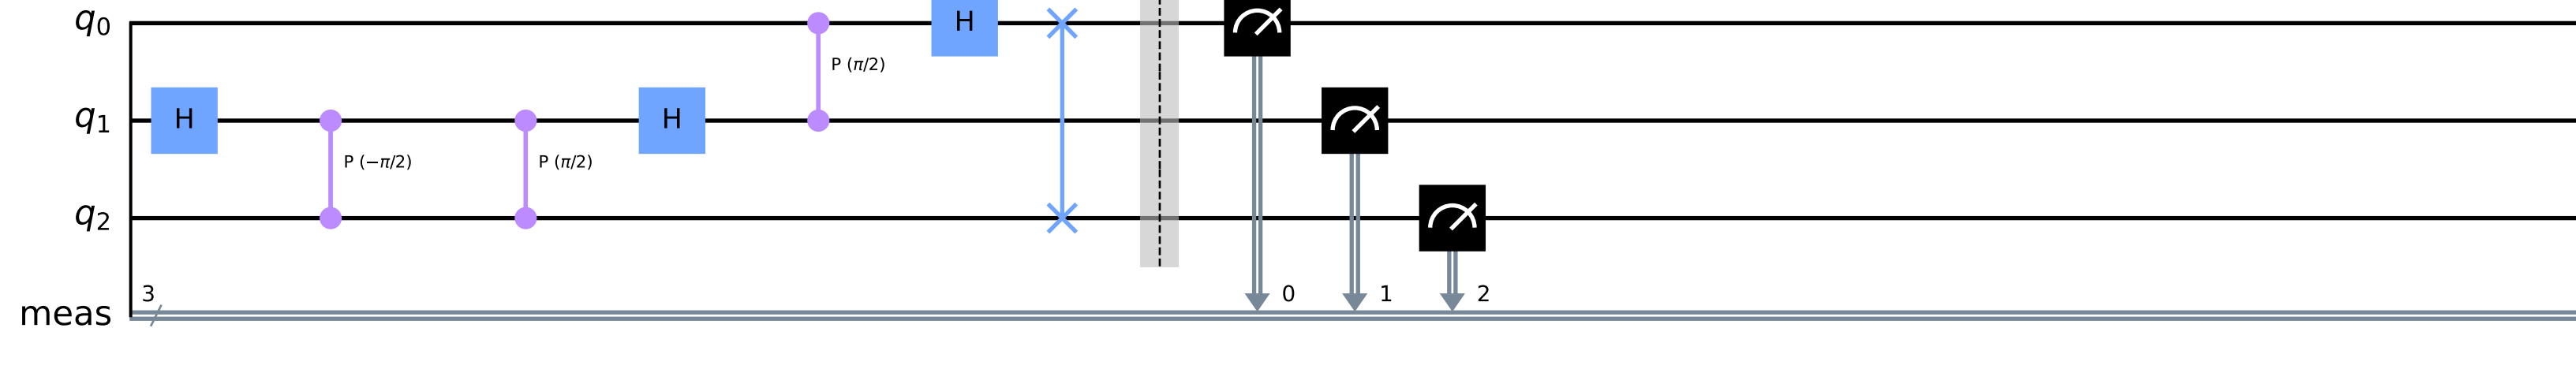 q0 H
P (π/2)
q1 H H
P (−π/2) P (π/2)
q2
3 0 1 2
meas